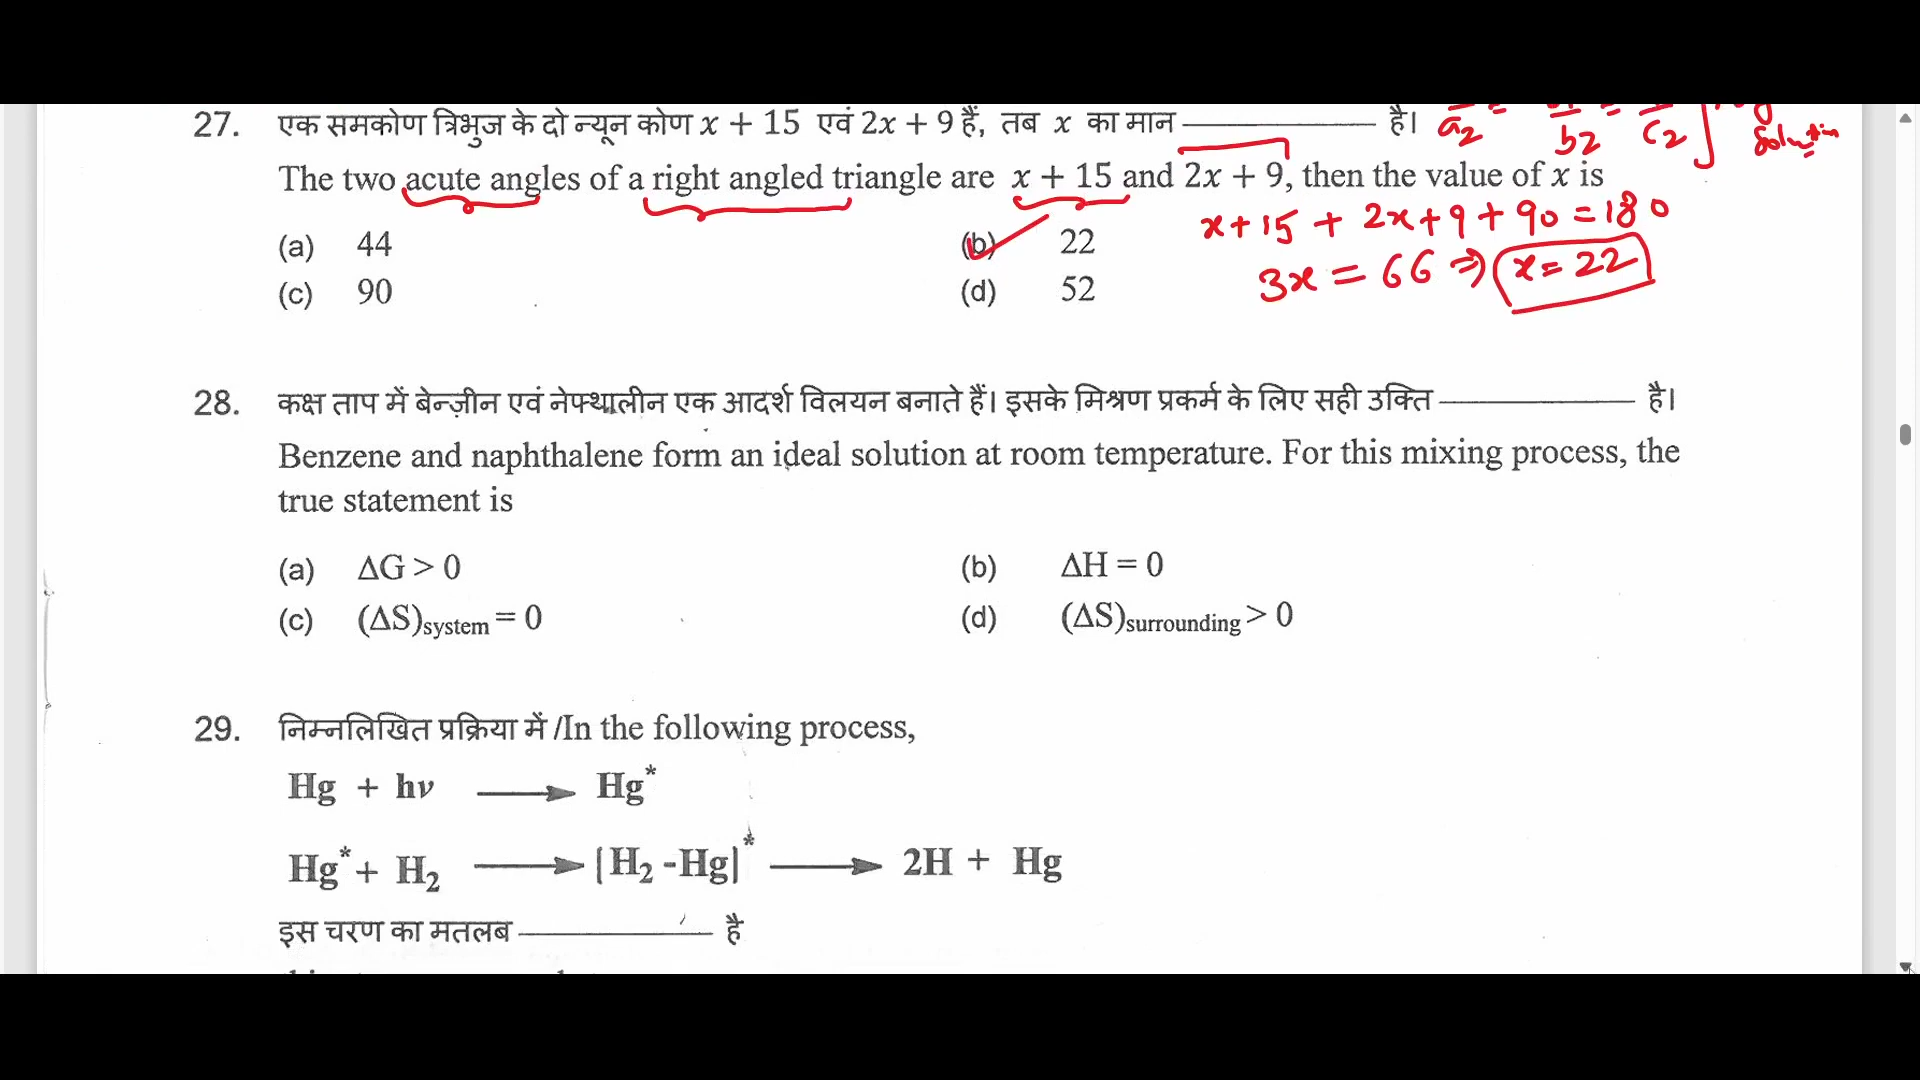 27. एक समकोण त्रिभुज के दो न्यून कोण x + 15 एवं 2x + 9 हैं, तब x का मान ———— है।
a2 = b2 = c2
Solution
The two acute angles of a right angled triangle are x + 15 and 2x + 9, then the value of x is
x+15 + 2x+9+90 = 180
(a) 44 (b) 22
3x = 66 ⇒ x = 22
(c) 90 (d) 52
28. कक्ष ताप में बेन्ज़ीन एवं नेफ्थालीन एक आदर्श विलयन बनाते हैं। इसके मिश्रण प्रकर्म के लिए सही उक्ति ———— है।
Benzene and naphthalene form an ideal solution at room temperature. For this mixing process, the
true statement is
(a) ΔG > 0 (b) ΔH = 0
(c) (ΔS)system = 0 (d) (ΔS)surrounding > 0
29. निम्नलिखित प्रक्रिया में /In the following process,
Hg + hν ⟶ Hg*
Hg* + H2 ⟶ [H2 -Hg]* ⟶ 2H + Hg
इस चरण का मतलब ———— है